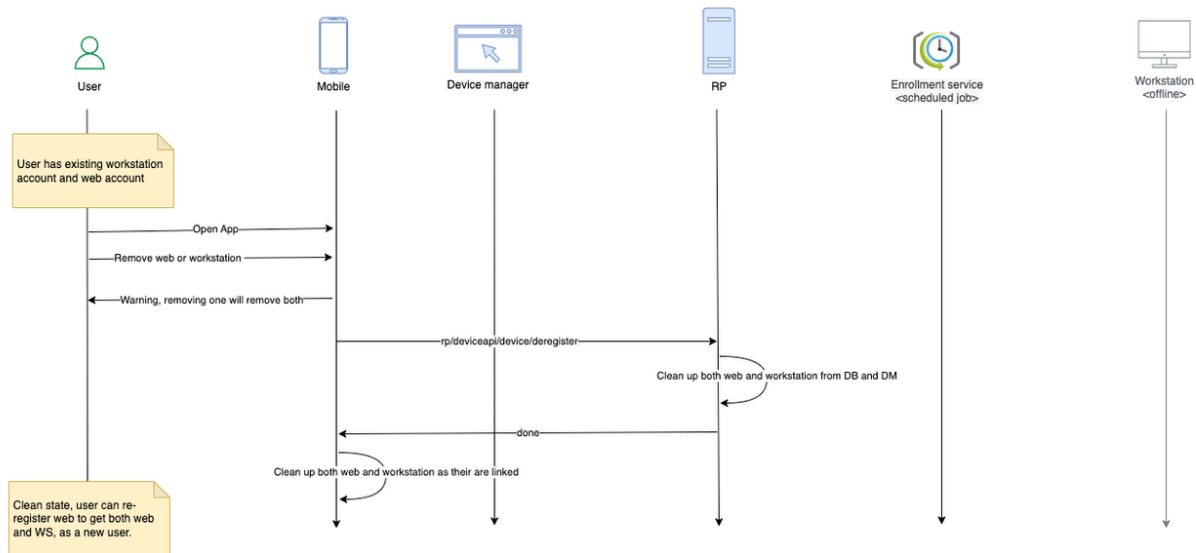 User
Mobile
Device manager
RP
Enrollment service
<scheduled job>
Workstation
<offline>
User has existing workstation
account and web account
Open App
Remove web or workstation
Warning, removing one will remove both
rp/deviceapi/device/deregister
Clean up both web and workstation from DB and DM
done
Clean up both web and workstation as their are linked
Clean state, user can re-
register web to get both web
and WS, as a new user.